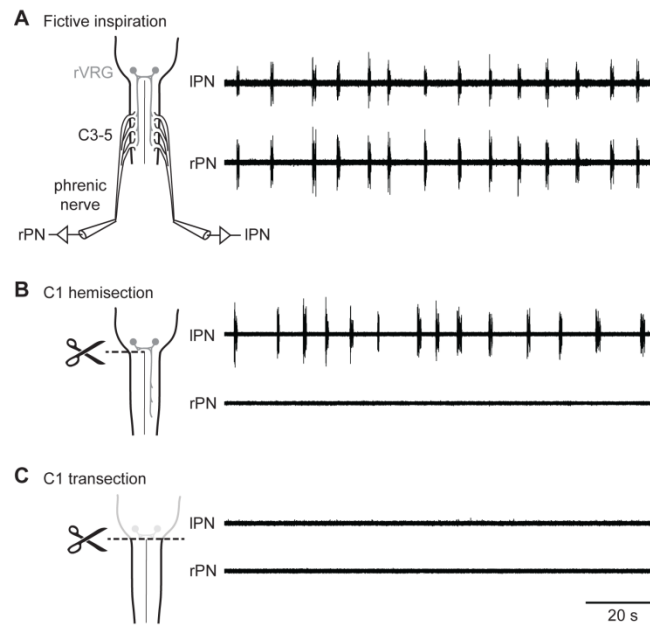 A Fictive inspiration
rVRG
C3-5
phrenic
nerve
rPN
lPN
lPN
rPN
B C1 hemisection
lPN
rPN
C C1 transection
lPN
rPN
20 s